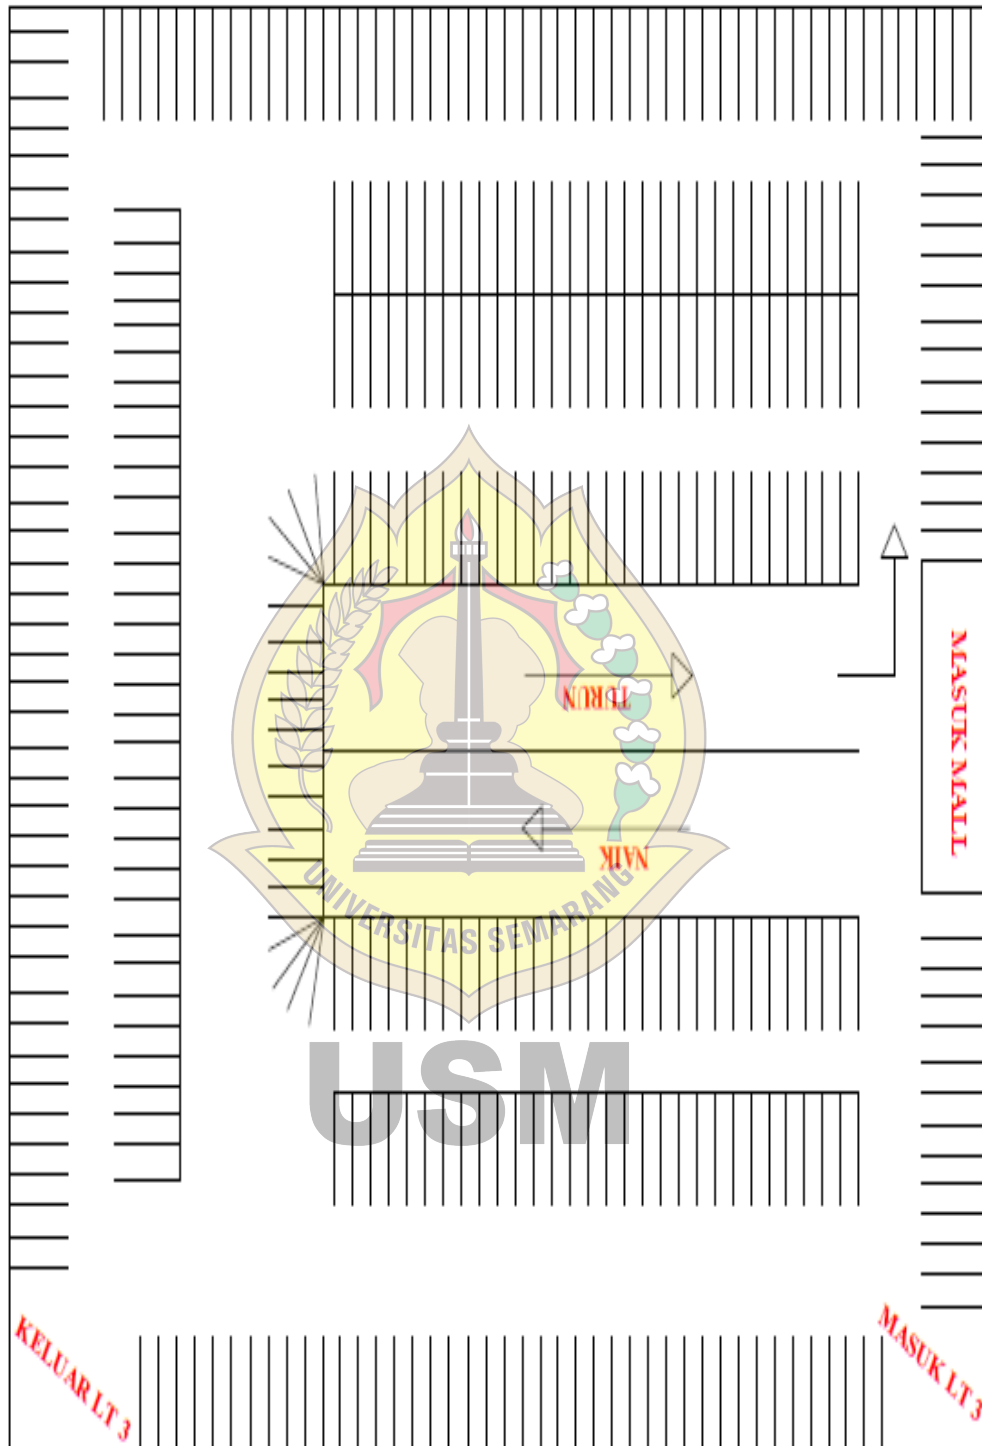 MASUK MALL
TURUN
NAIK
UNIVERSITAS SEMARANG
USM
KELUAR LT 3
MASUK LT 3